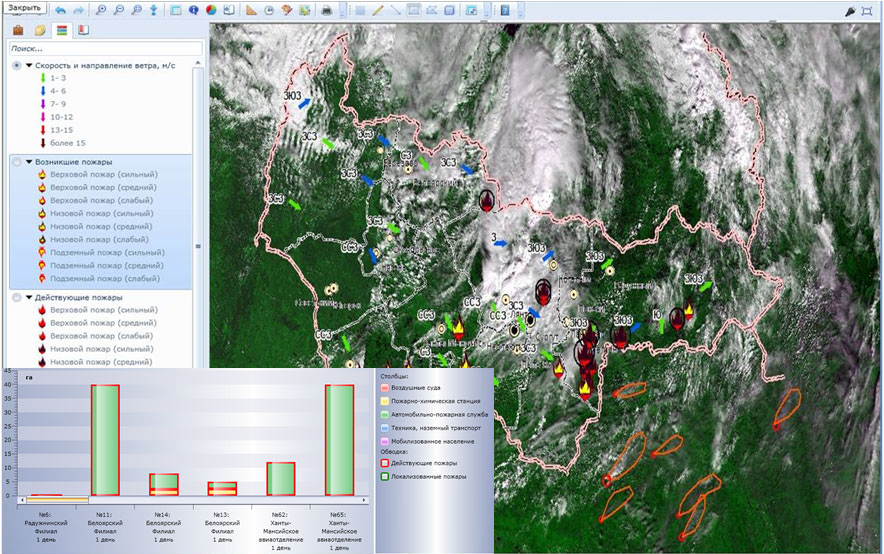 Закрыть
Поиск...
Скорость и направление ветра, м/с
1- 3
4- 6
7- 9
10-12
13-15
более 15
Возникшие пожары
Верховой пожар (сильный)
Верховой пожар (средний)
Верховой пожар (слабый)
Низовой пожар (сильный)
Низовой пожар (средний)
Низовой пожар (слабый)
Подземный пожар (сильный)
Подземный пожар (средний)
Подземный пожар (слабый)
Действующие пожары
Верховой пожар (сильный)
Верховой пожар (средний)
Верховой пожар (слабый)
Низовой пожар (сильный)
Низовой пожар (средний)
ЗЮЗ
ЗСЗ
ЗСЗ
СЗ
ЗСЗ
ЗСЗ
ЗСЗ
ЗСЗ
ССЗ
З
ЗЮЗ
ЗЮЗ
ЗЮЗ
ССЗ
ССЗ
ССЗ
СЗ
ЗСЗ
ЗЮЗ
ЗЮЗ
Ю
45
40
35
30
25
20
15
10
5
0
га
№6:
Радужнинский
Филиал
1 день
№11:
Белоярский
Филиал
1 день
№14:
Белоярский
Филиал
1 день
№13:
Белоярский
Филиал
1 день
№62:
Ханты-
Мансийское
авиаотделение
1 день
№65:
Ханты-
Мансийское
авиаотделение
1 день
Столбцы:
Воздушные суда
Пожарно-химическая станция
Автомобильно-пожарная служба
Техника, наземный транспорт
Мобилизованное население
Обводка:
Действующие пожары
Локализованные пожары